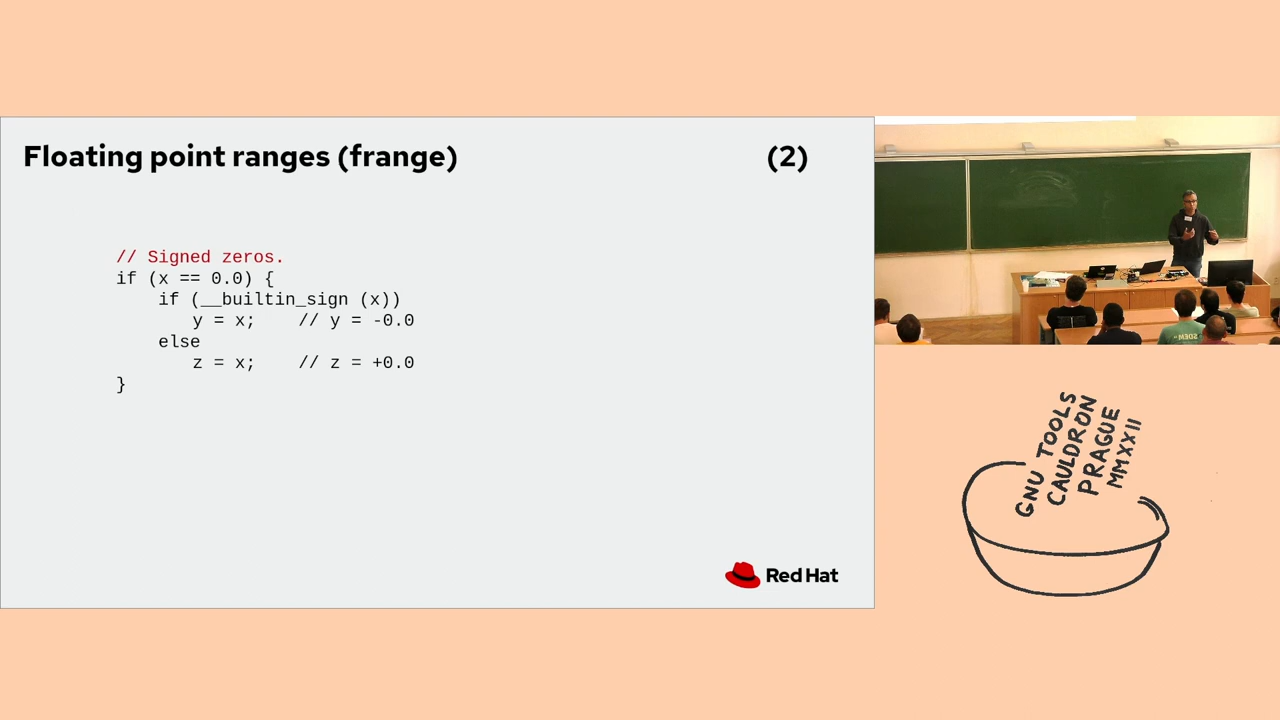 Floating point ranges (frange) (2)
// Signed zeros.
if (x == 0.0) {
    if (__builtin_sign (x))
        y = x;    // y = -0.0
    else
        z = x;    // z = +0.0
}
Red Hat
GNU TOOLS
CAULDRON
PRAGUE
MMXXII